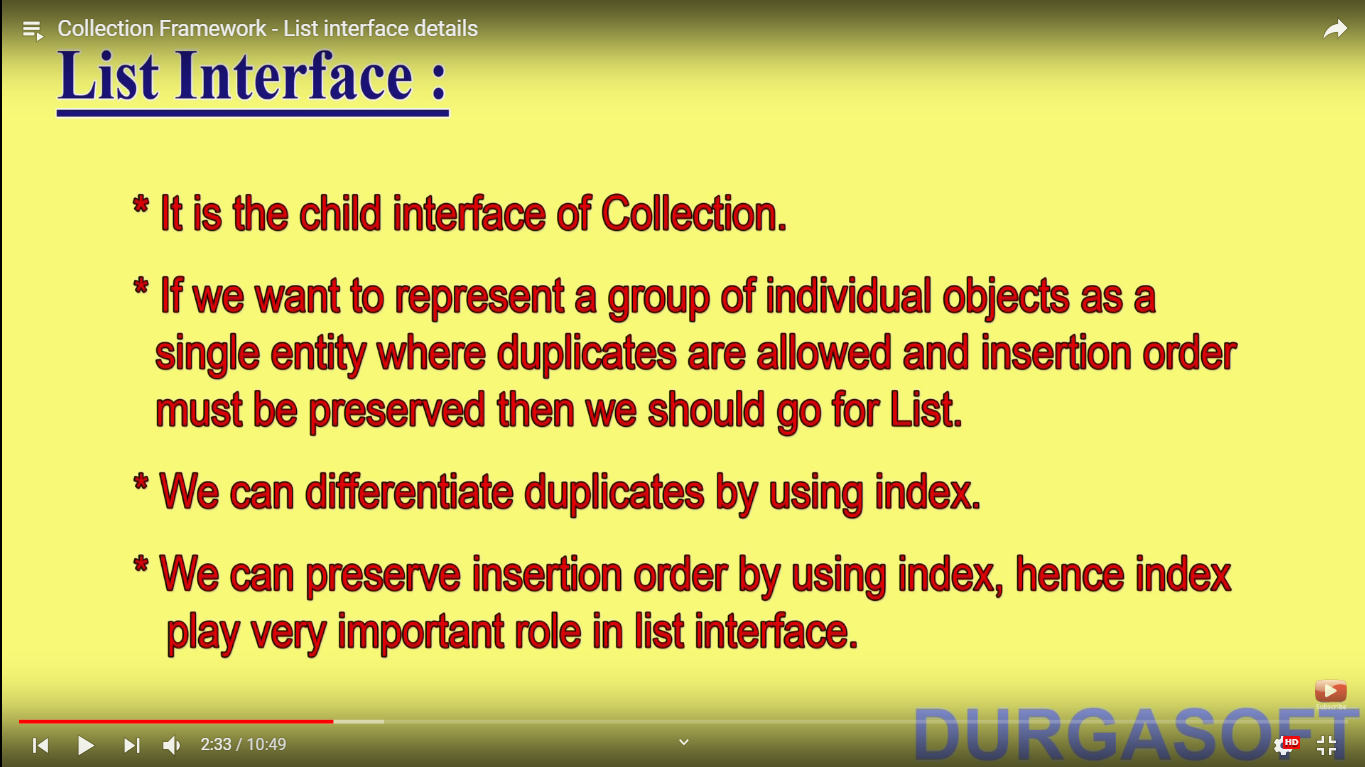 Collection Framework - List interface details
List Interface :
* It is the child interface of Collection.
* If we want to represent a group of individual objects as a
single entity where duplicates are allowed and insertion order
must be preserved then we should go for List.
* We can differentiate duplicates by using index.
* We can preserve insertion order by using index, hence index
play very important role in list interface.
Subscribe
DURGASOFT
2:33 / 10:49
HD